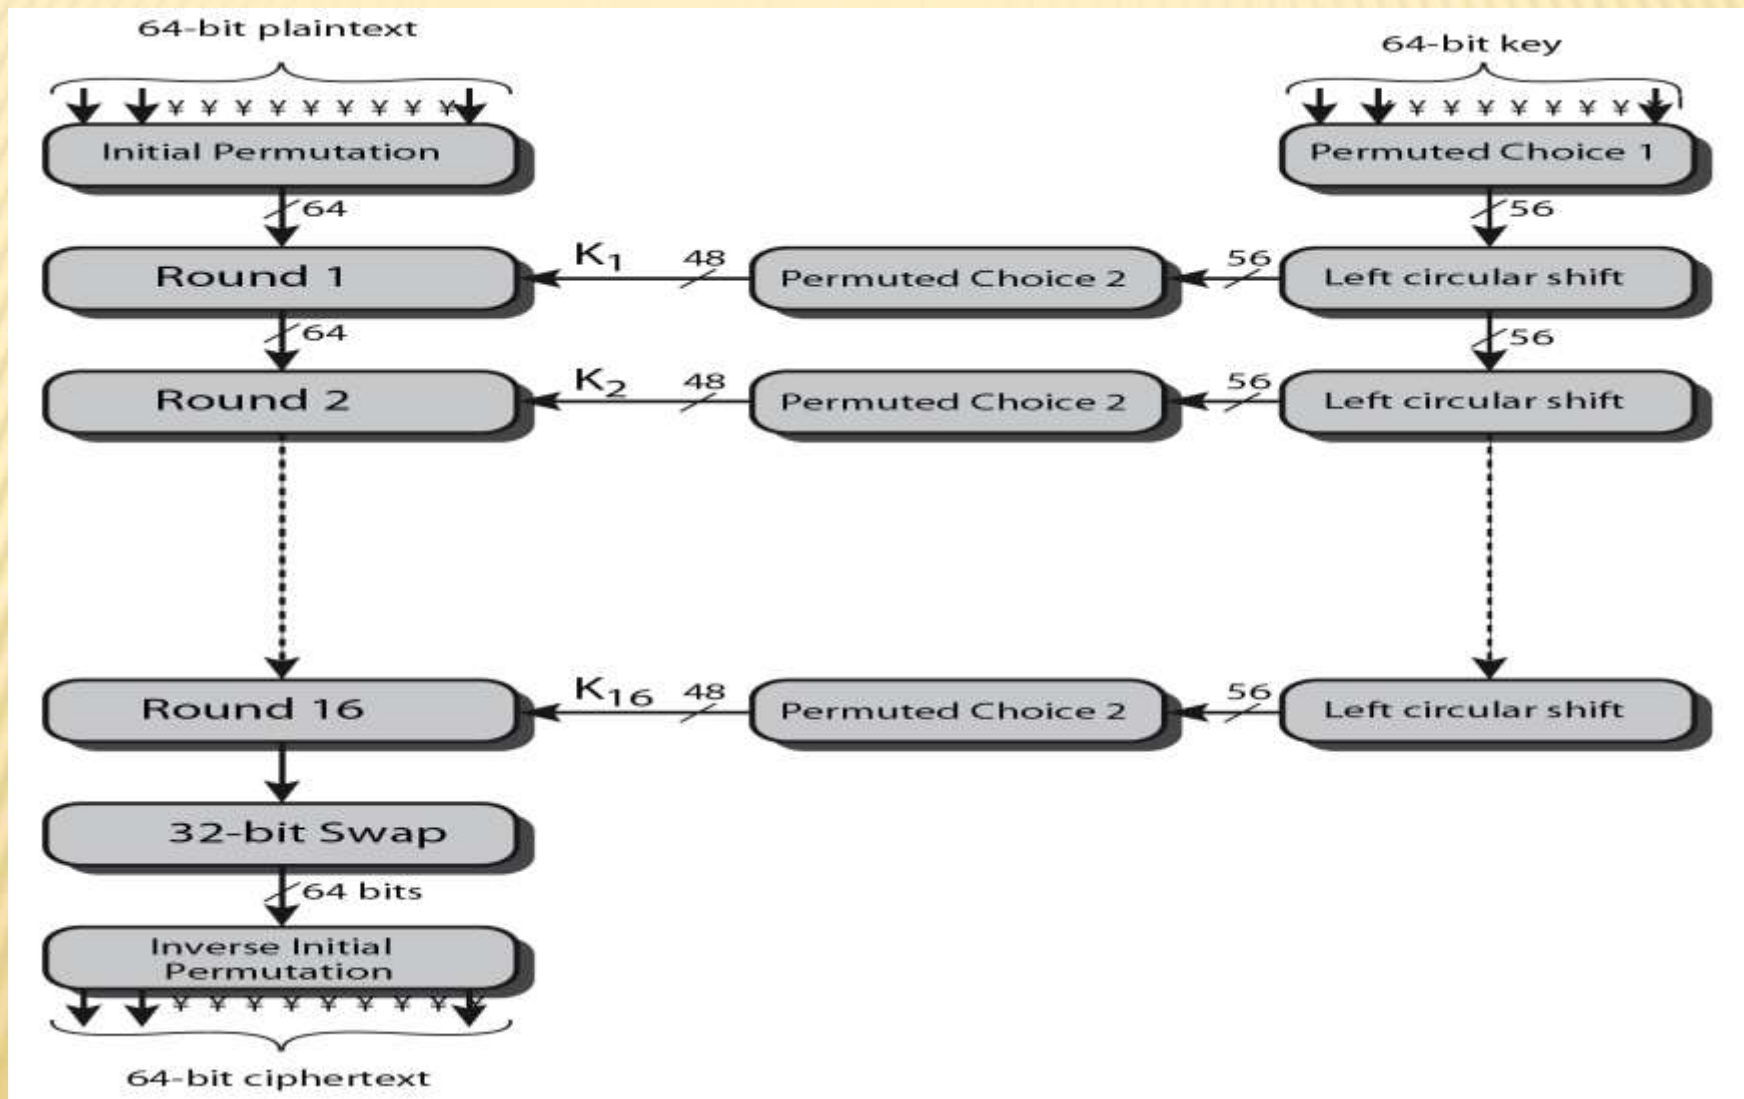 64-bit plaintext
64-bit key
¥ ¥ ¥ ¥ ¥ ¥ ¥ ¥ ¥
¥ ¥ ¥ ¥ ¥ ¥ ¥ ¥
Initial Permutation
Permuted Choice 1
64
56
Round 1
K1
48
Permuted Choice 2
56
Left circular shift
64
56
Round 2
K2
48
Permuted Choice 2
56
Left circular shift
Round 16
K16
48
Permuted Choice 2
56
Left circular shift
32-bit Swap
64 bits
Inverse Initial
Permutation
¥ ¥ ¥ ¥ ¥ ¥ ¥ ¥ ¥
64-bit ciphertext